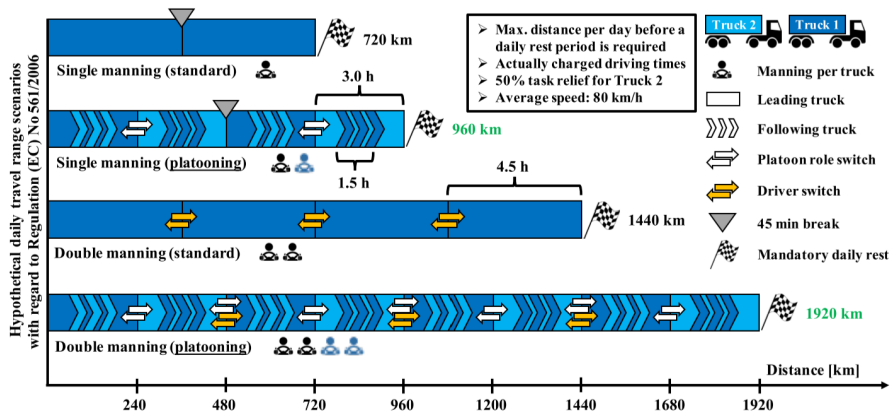 Hypothetical daily travel range scenarios
with regard to Regulation (EC) No 561/2006
720 km
Single manning (standard)
3.0 h
960 km
Single manning (platooning)
1.5 h
4.5 h
1440 km
Double manning (standard)
1920 km
Double manning (platooning)
Distance [km]
240
480
720
960
1200
1440
1680
1920
➢ Max. distance per day before a
daily rest period is required
➢ Actually charged driving times
➢ 50% task relief for Truck 2
➢ Average speed: 80 km/h
Truck 2
Truck 1
Manning per truck
Leading truck
Following truck
Platoon role switch
Driver switch
45 min break
Mandatory daily rest